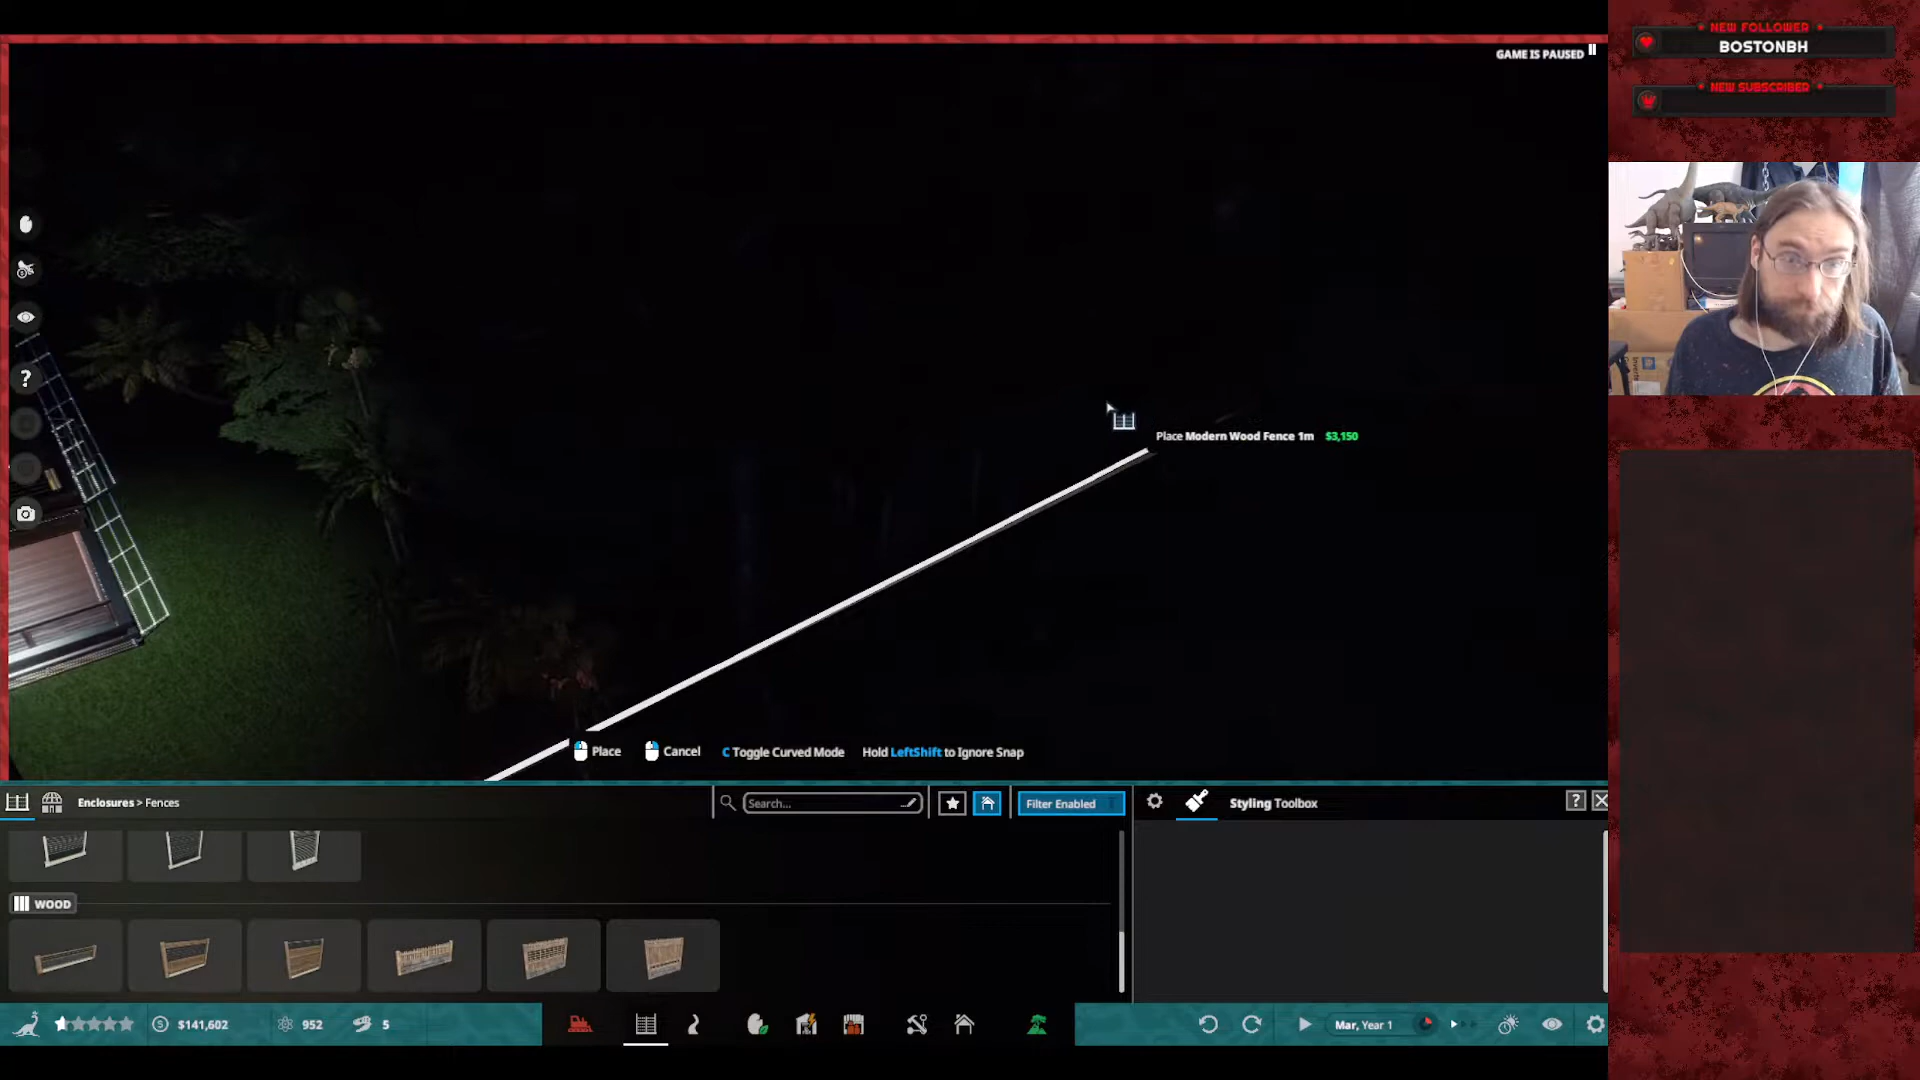 GAME IS PAUSED
NEW FOLLOWER
BOSTONBH
NEW SUBSCRIBER
Place Modern Wood Fence 1m $3,150
Place Cancel C Toggle Curved Mode Hold LeftShift to Ignore Snap
Enclosures > Fences
Search...
Filter Enabled
Styling Toolbox
WOOD
$141,602
952
5
Mar, Year 1